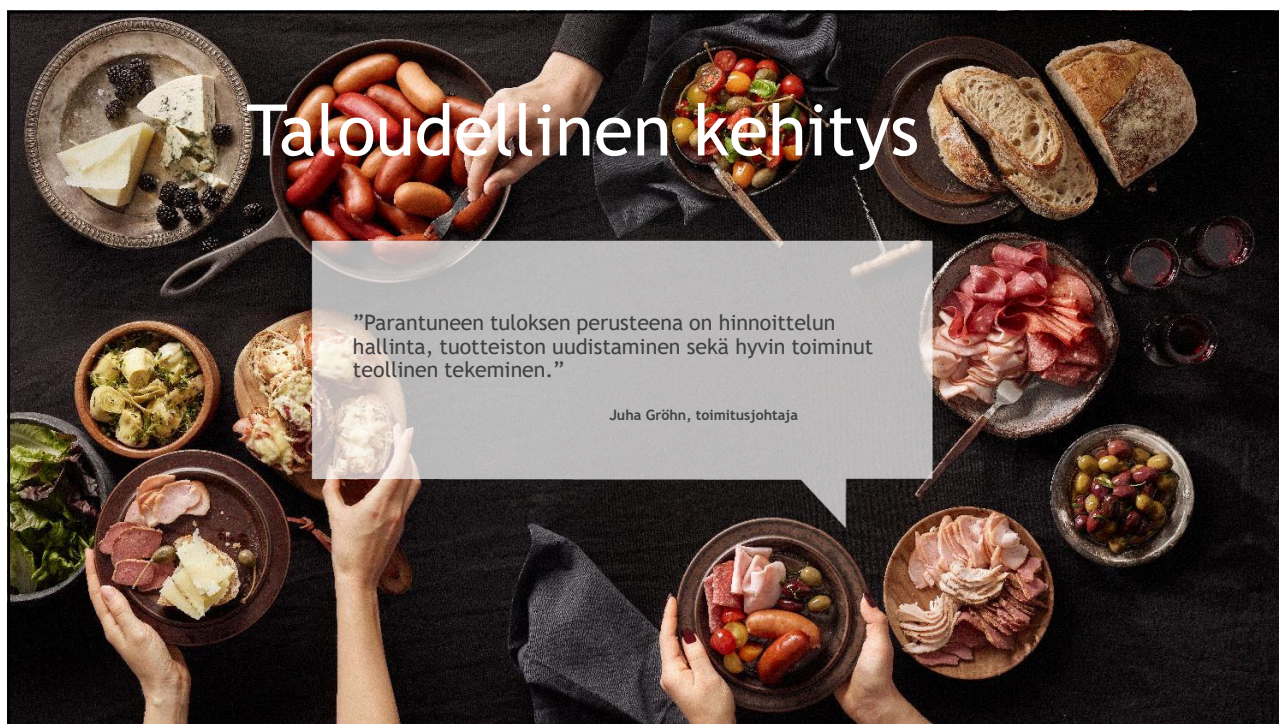 Taloudellinen kehitys
”Parantuneen tuloksen perusteena on hinnoittelun
hallinta, tuotteiston uudistaminen sekä hyvin toiminut
teollinen tekeminen.”
Juha Gröhn, toimitusjohtaja